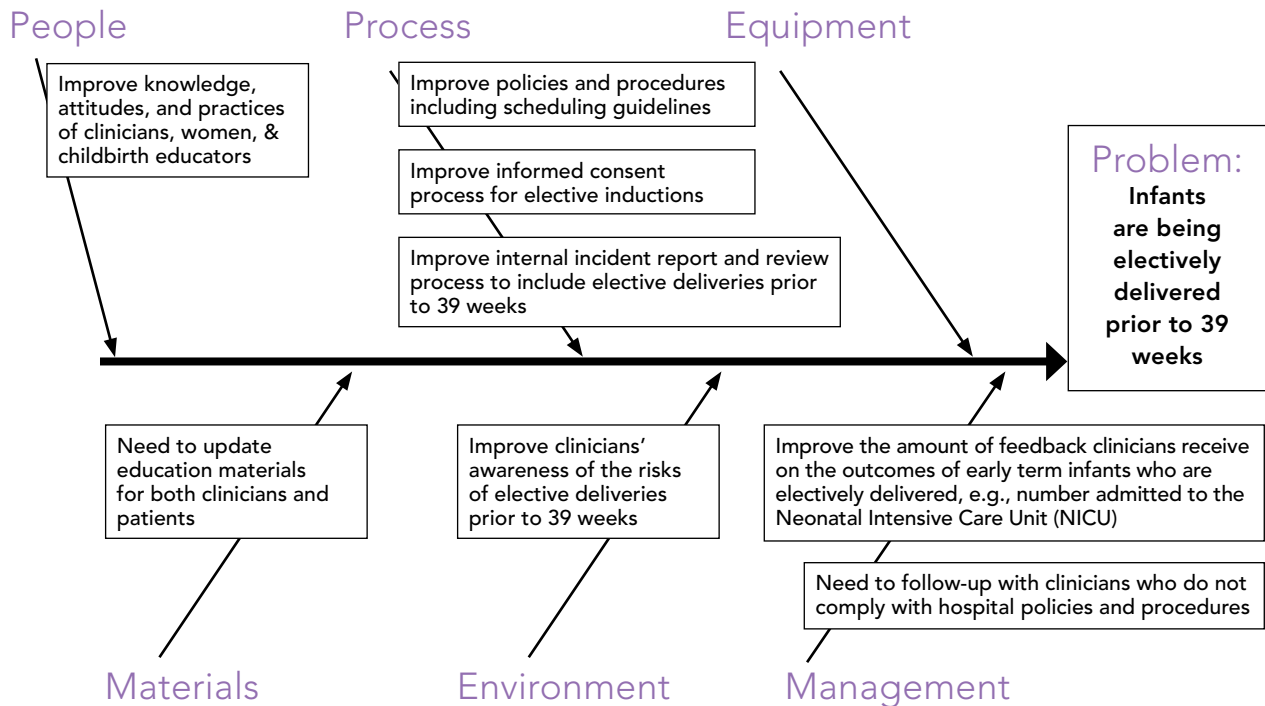 People
Process
Equipment
Improve knowledge,
attitudes, and practices
of clinicians, women, &
childbirth educators
Improve policies and procedures
including scheduling guidelines
Improve informed consent
process for elective inductions
Improve internal incident report and review
process to include elective deliveries prior
to 39 weeks
Problem:
Infants
are being
electively
delivered
prior to 39
weeks
Need to update
education materials
for both clinicians and
patients
Improve clinicians’
awareness of the risks
of elective deliveries
prior to 39 weeks
Improve the amount of feedback clinicians receive
on the outcomes of early term infants who are
electively delivered, e.g., number admitted to the
Neonatal Intensive Care Unit (NICU)
Need to follow-up with clinicians who do not
comply with hospital policies and procedures
Materials
Environment
Management